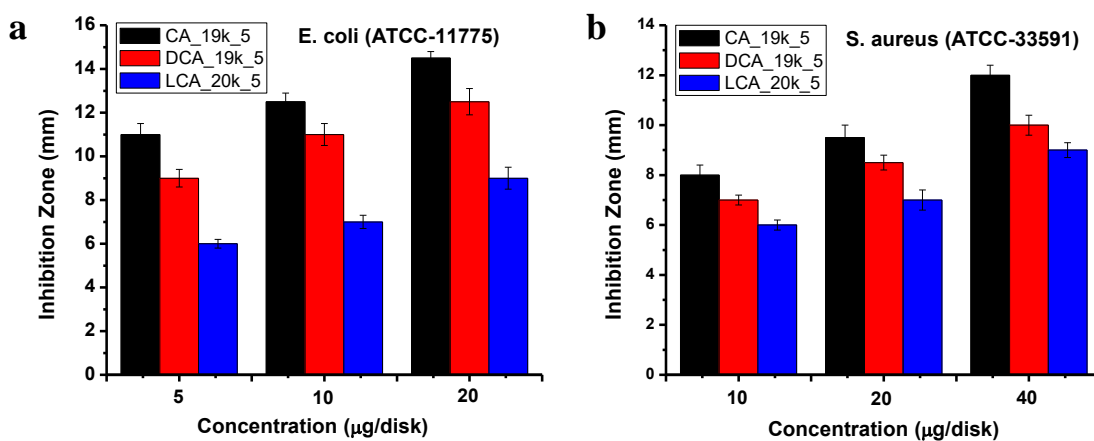 a
E. coli (ATCC-11775)
CA_19k_5
DCA_19k_5
LCA_20k_5
Inhibition Zone (mm)
16
14
12
10
8
6
4
2
0
5
10
20
Concentration (μg/disk)
b
S. aureus (ATCC-33591)
CA_19k_5
DCA_19k_5
LCA_20k_5
Inhibition Zone (mm)
14
12
10
8
6
4
2
0
10
20
40
Concentration (μg/disk)